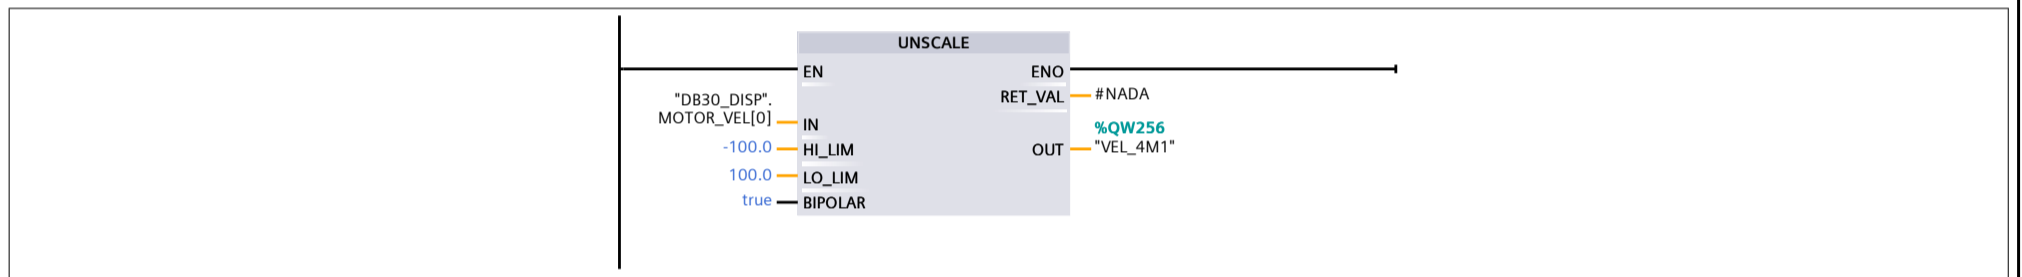 UNSCALE
EN ENO
"DB30_DISP".
MOTOR_VEL[0] IN
RET_VAL #NADA
%QW256
-100.0 HI_LIM OUT "VEL_4M1"
100.0 LO_LIM
true BIPOLAR